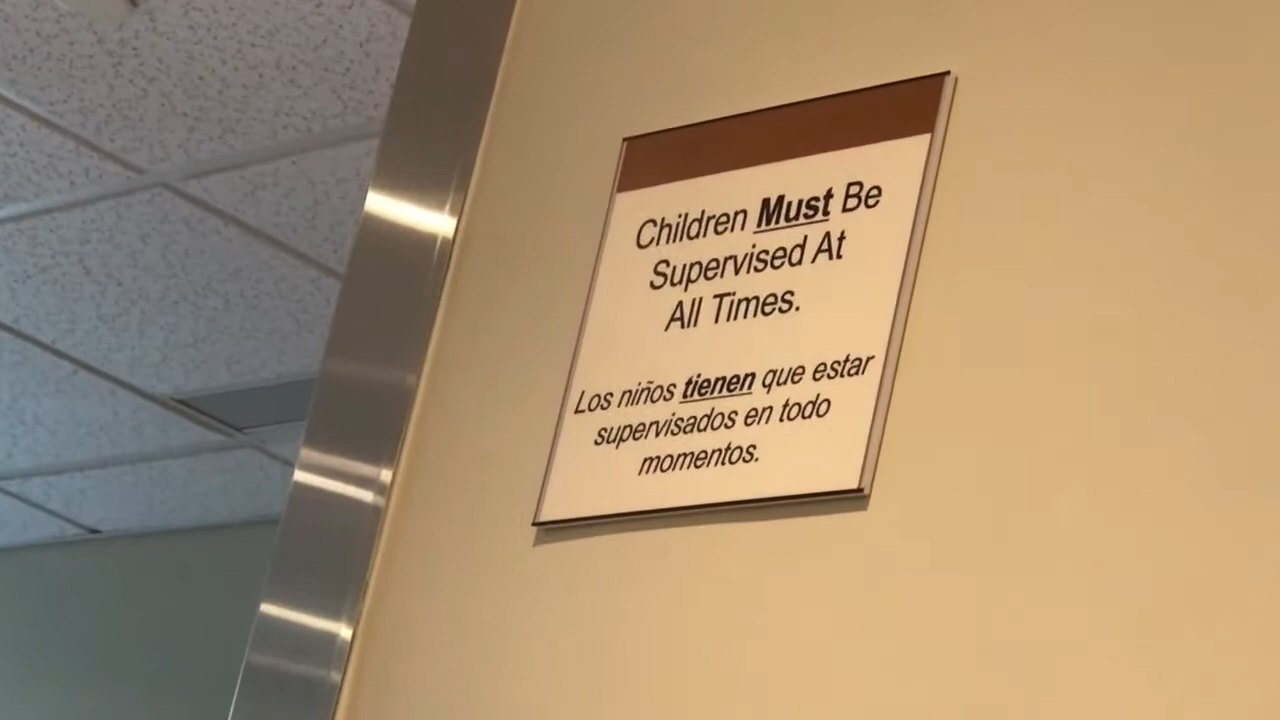 Children Must Be
Supervised At
All Times.
Los niños tienen que estar
supervisados en todo
momentos.